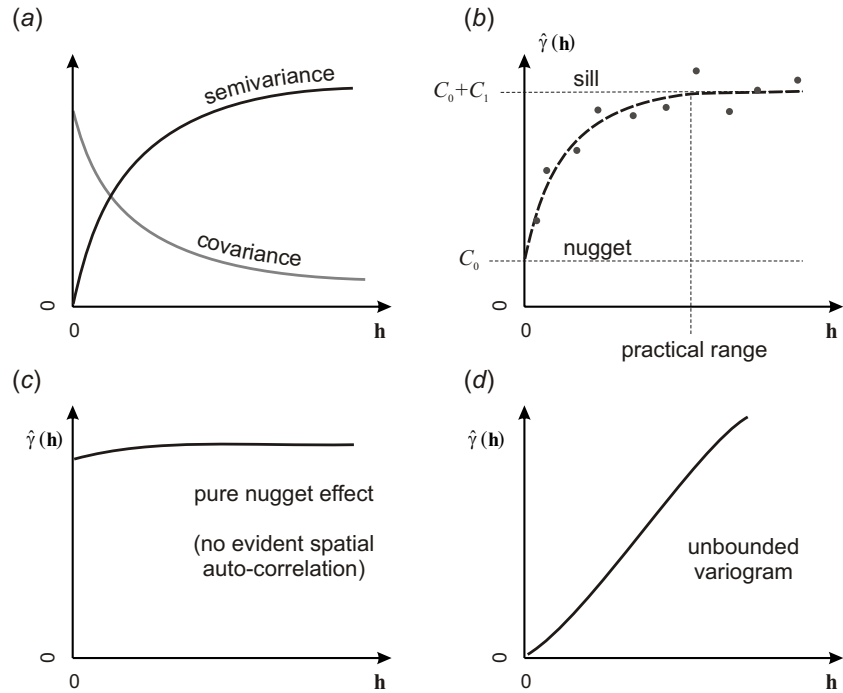 (a)
semivariance
covariance
0
0
h
(b)
γ̂(h)
sill
C₀+C₁
nugget
C₀
0
0
h
practical range
(c)
γ̂(h)
pure nugget effect
(no evident spatial
auto-correlation)
0
0
h
(d)
γ̂(h)
unbounded
variogram
0
0
h